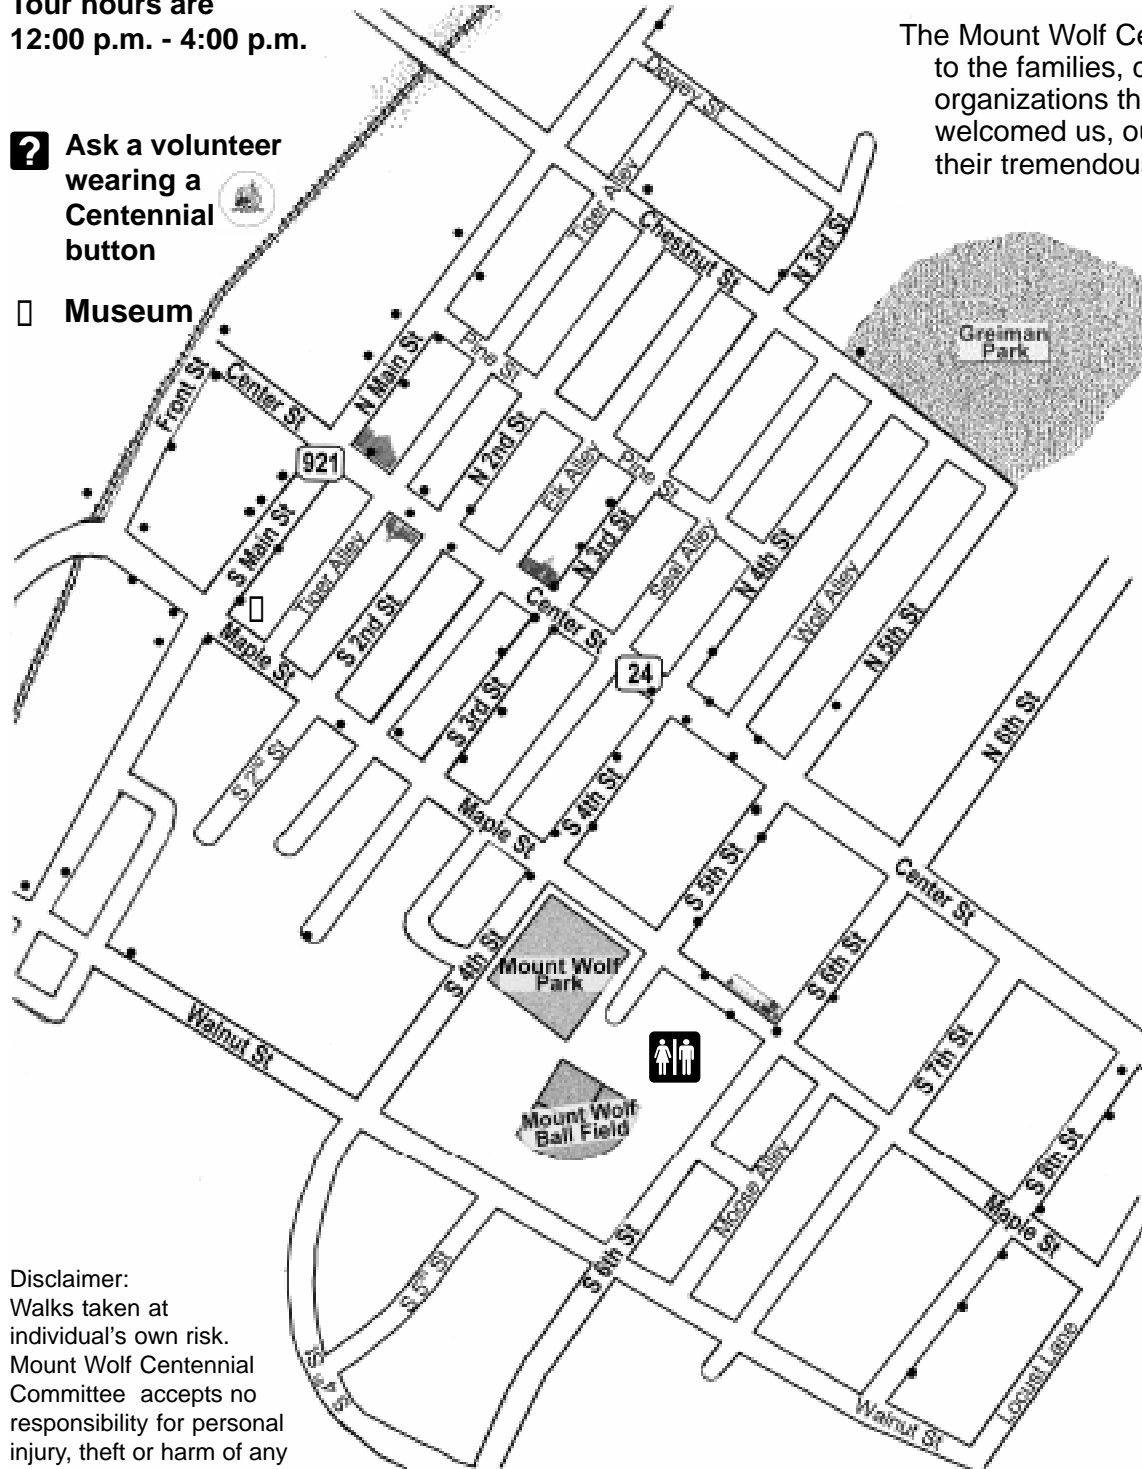 Tour hours are
12:00 p.m. - 4:00 p.m.
? Ask a volunteer
wearing a
Centennial
button
Museum
The Mount Wolf Ce
to the families, 
organizations th
welcomed us, ou
their tremendous
Dewey St
Tiger Alley
Chestnut St
N 3rd St
Greiman
Park
Front St
Center St
N Main St
Pine St
921
N 2nd St
Elk Alley
Pine St
S Main St
Tiger Alley
N 3rd St
Seal Alley
N 4th St
Wolf Alley
N 5th St
S 2nd St
Center St
24
Maple St
S 3rd St
N 6th St
S 2nd St
S 4th St
Maple St
S 5th St
Center St
S 4th St
Mount Wolf
Park
S 6th St
Walnut St
S 7th St
Mount Wolf
Ball Field
S 8th St
Moose Alley
Maple St
S 6th St
S 5th St
Locust Lane
S 4th St
Walnut St
Disclaimer:
Walks taken at
individual's own risk.
Mount Wolf Centennial
Committee accepts no
responsibility for personal
injury, theft or harm of any